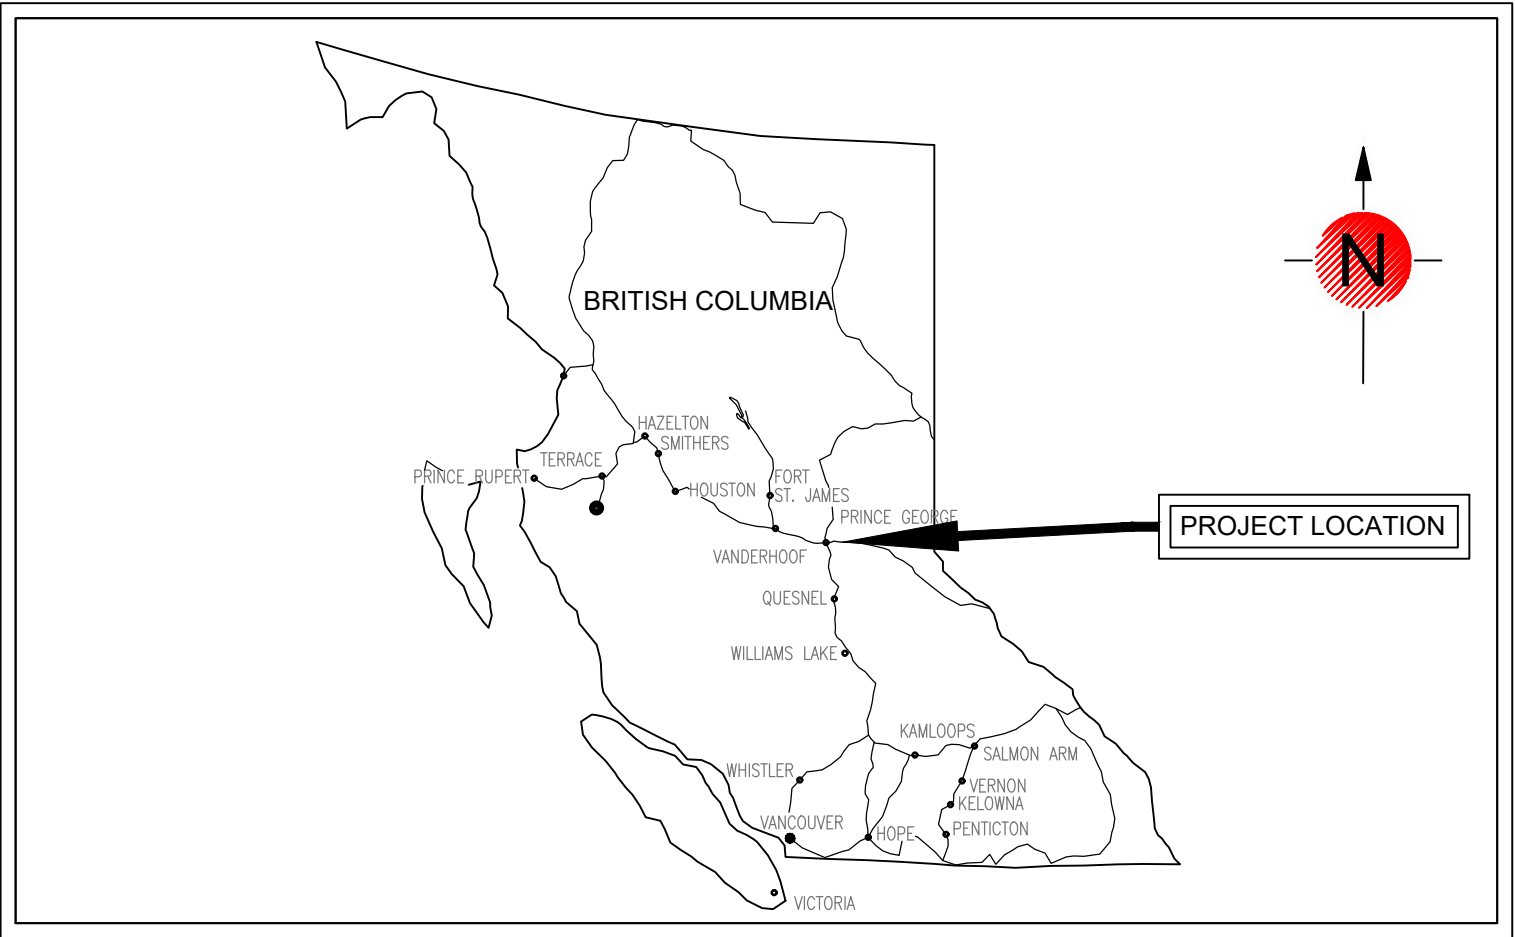 N
BRITISH COLUMBIA
HAZELTON
SMITHERS
TERRACE
PRINCE RUPERT
HOUSTON
FORT
ST. JAMES
PRINCE GEORGE
PROJECT LOCATION
VANDERHOOF
QUESNEL
WILLIAMS LAKE
KAMLOOPS
SALMON ARM
WHISTLER
VERNON
KELOWNA
VANCOUVER
HOPE
PENTICTON
VICTORIA